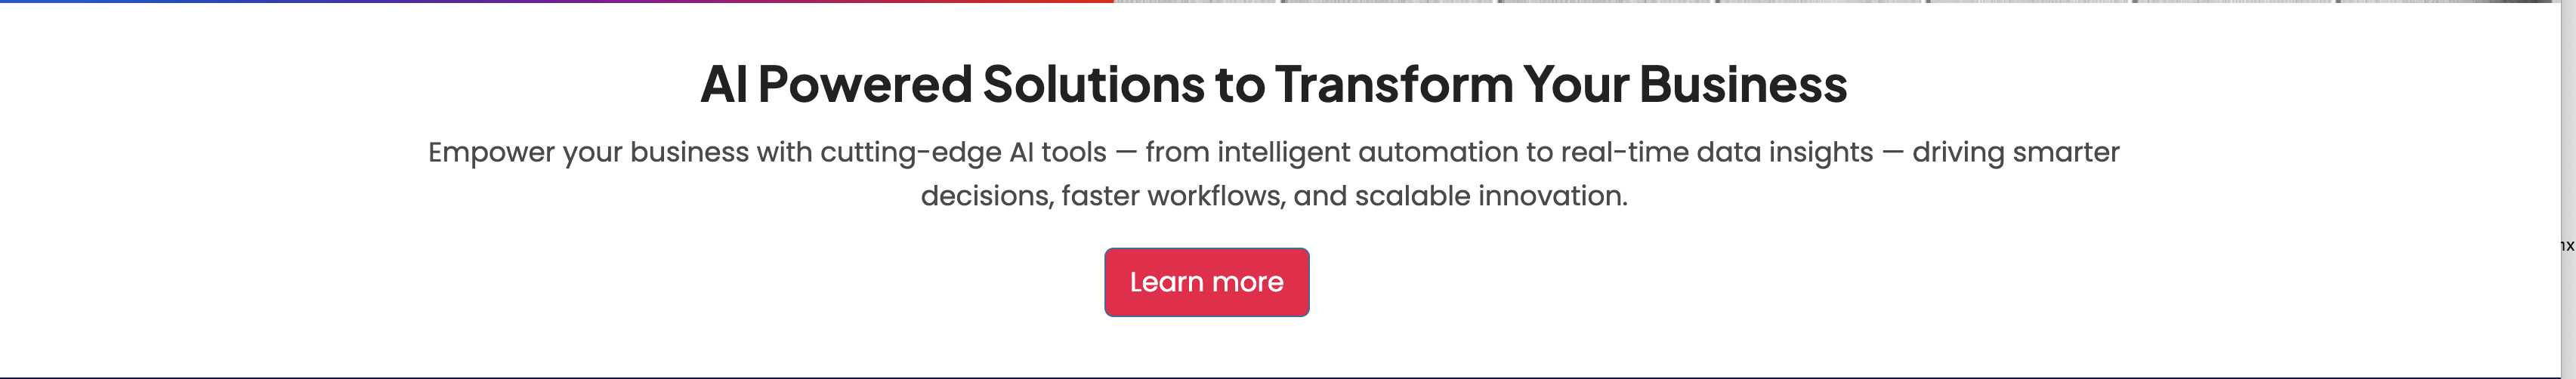 AI Powered Solutions to Transform Your Business
Empower your business with cutting-edge AI tools — from intelligent automation to real-time data insights — driving smarter
decisions, faster workflows, and scalable innovation.
Learn more